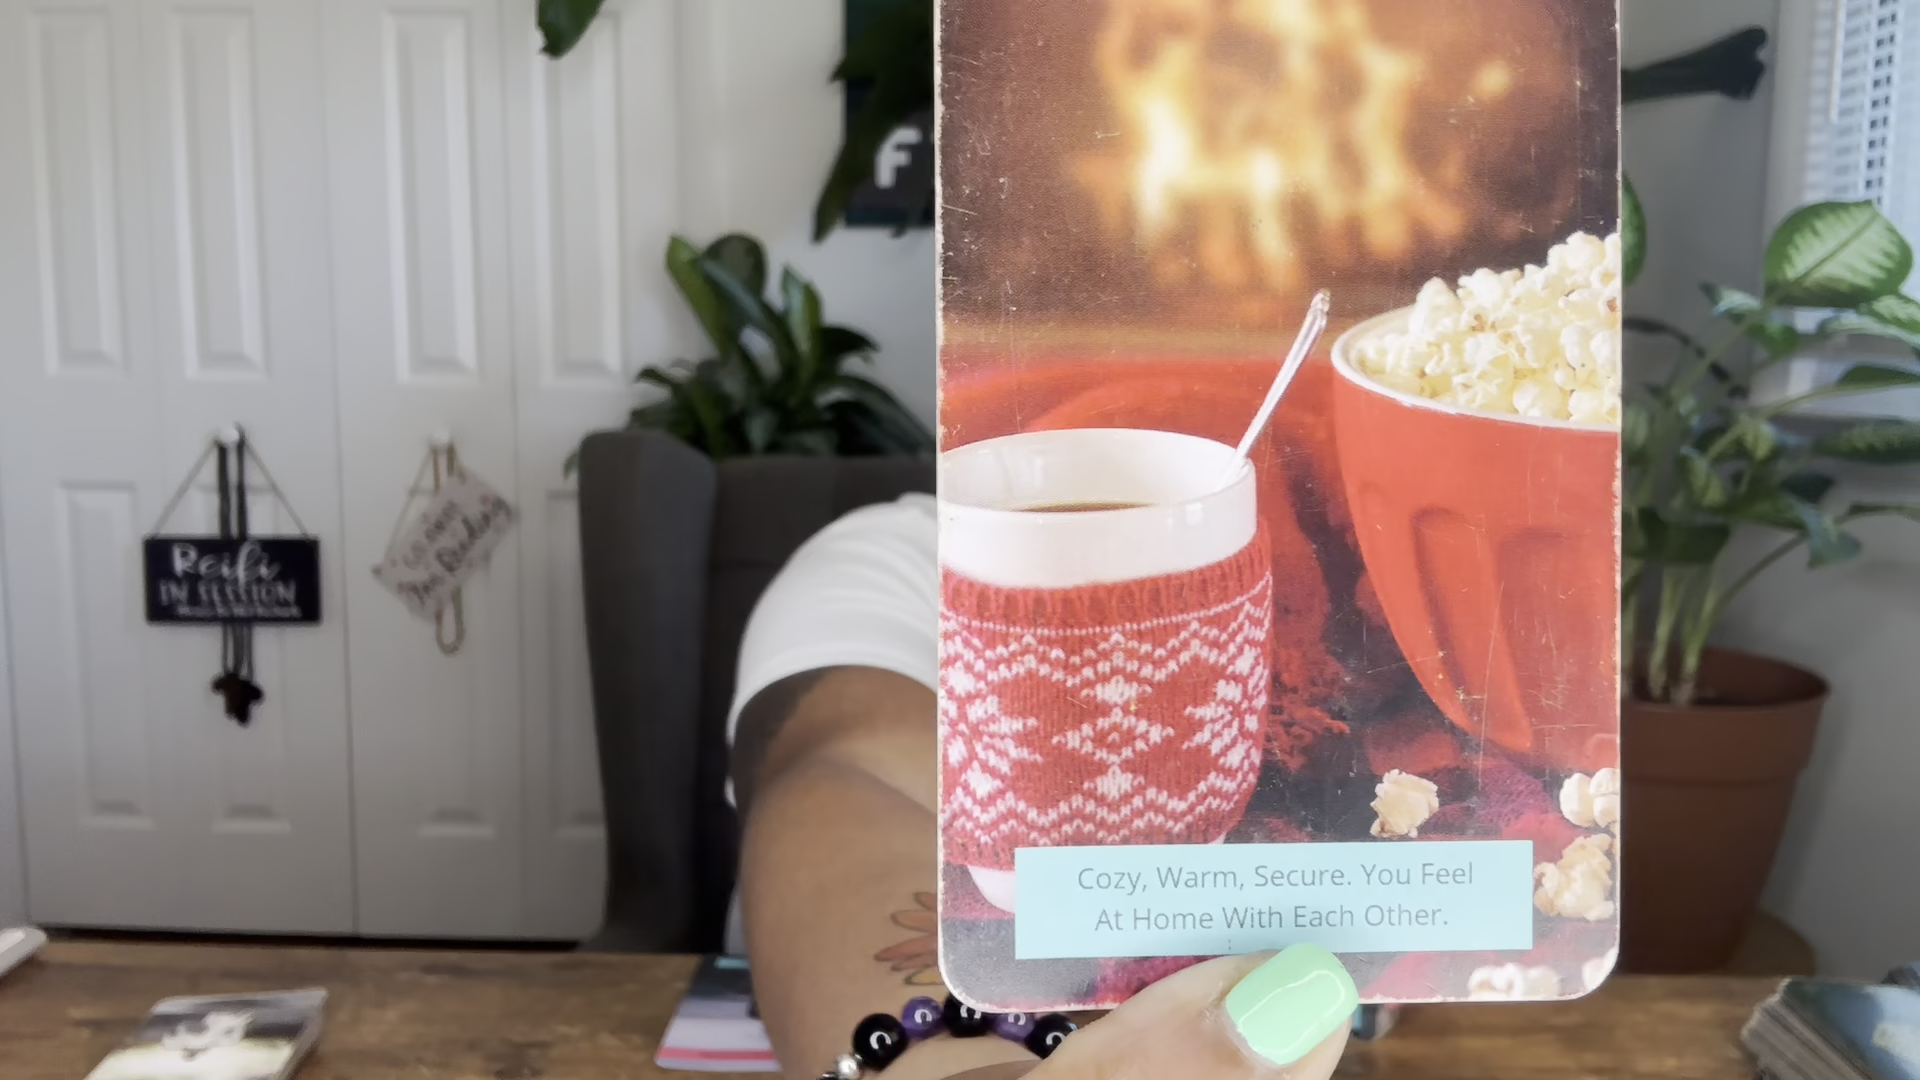 f
Reiki
IN SESSION
Cozy, Warm, Secure. You Feel
At Home With Each Other.